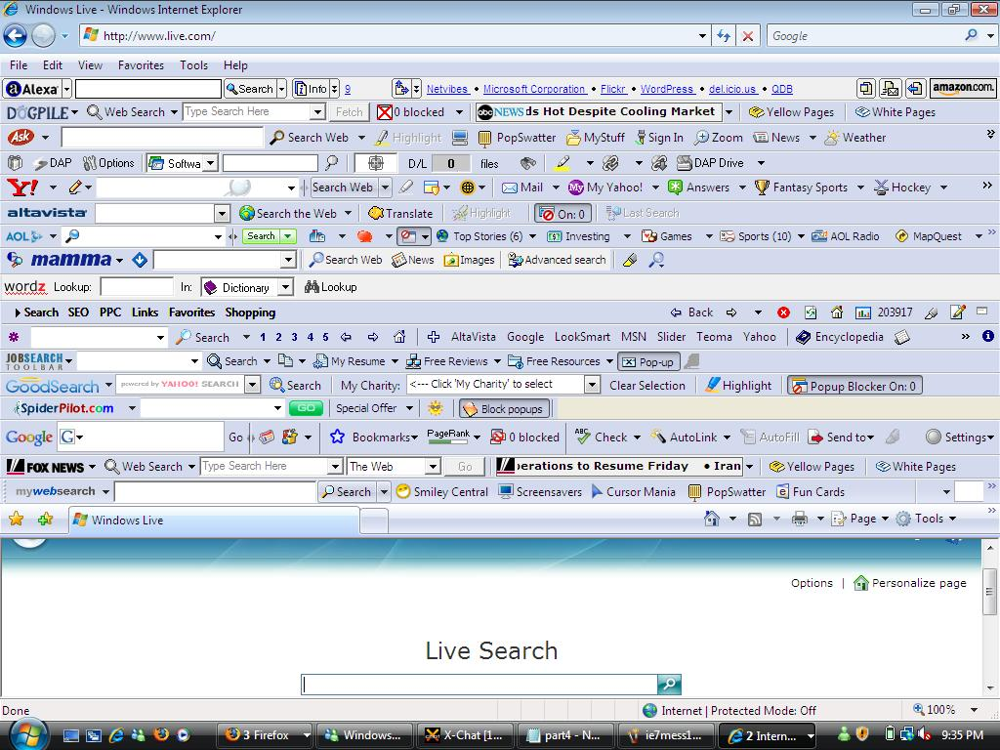 Windows Live - Windows Internet Explorer
http://www.live.com/ Google
File Edit View Favorites Tools Help
a Alexa Search Info 9 Netvibes • Microsoft Corporation • Flickr • WordPress • del.icio.us • QDB amazon.com
DOGPILE Web Search Type Search Here Fetch 0 blocked abc NEWS ds Hot Despite Cooling Market Yellow Pages White Pages
Ask Search Web Highlight PopSwatter MyStuff Sign In Zoom News Weather »
DAP Options Softwa D/L 0 files DAP Drive
Y! Search Web Mail My My Yahoo! Answers Fantasy Sports Hockey »
altavista Search the Web Translate Highlight On: 0 Last Search
AOL Search Top Stories (6) Investing Games Sports (10) AOL Radio MapQuest »
mamma Search Web News Images Advanced search
wordz Lookup: In: Dictionary Lookup
Search SEO PPC Links Favorites Shopping Back 203917
Search 1 2 3 4 5 AltaVista Google LookSmart MSN Slider Teoma Yahoo Encyclopedia »
JOBSEARCH TOOLBAR Search My Resume Free Reviews Free Resources Pop-up
GoodSearch powered by YAHOO! SEARCH Search My Charity: <--- Click 'My Charity' to select Clear Selection Highlight Popup Blocker On: 0
SpiderPilot.com GO Special Offer Block popups
Google G Go PageRank Bookmarks 0 blocked ABC Check AutoLink AutoFill Send to Settings
FOX NEWS Web Search Type Search Here The Web Go perations to Resume Friday • Iran Yellow Pages White Pages
mywebsearch Search Smiley Central Screensavers Cursor Mania PopSwatter Fun Cards »
Windows Live Page Tools »
Options | Personalize page
Live Search
Done Internet | Protected Mode: Off 100%
3 Firefox Windows... X-Chat [1... part4 - N... ie7mess1... 2 Intern... 9:35 PM